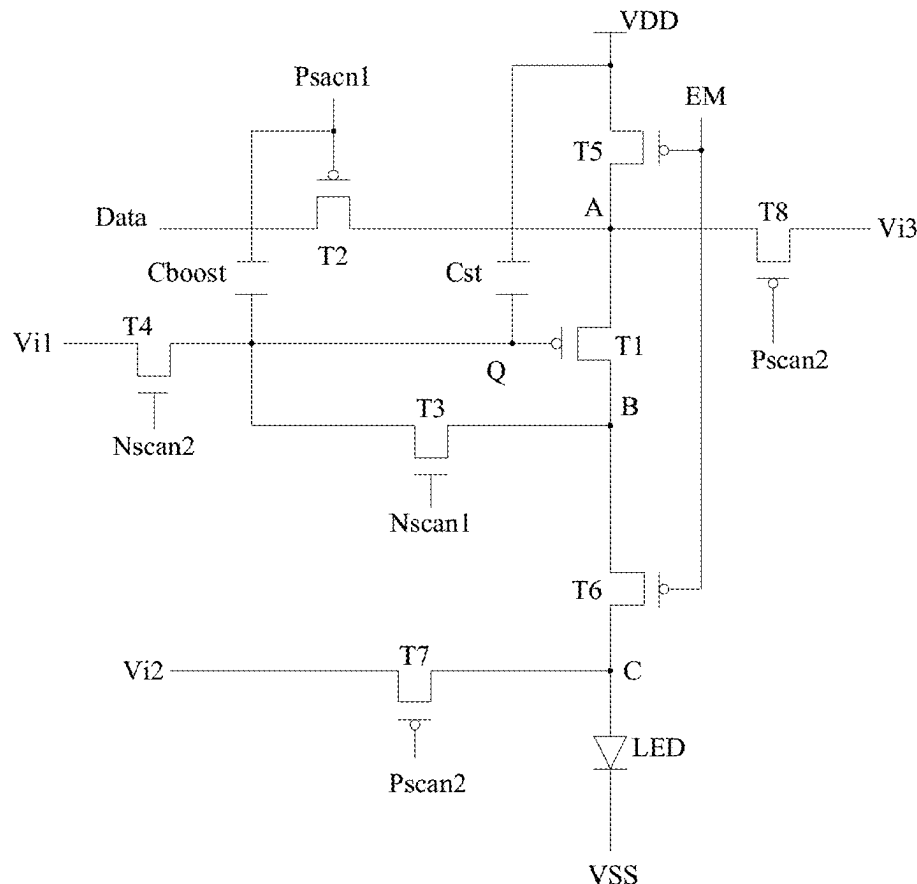 VDD
Psacn1
EM
T5
A
T8
Data
Vi3
T2
Cboost
Cst
T4
Vi1
T1
Q
Pscan2
B
T3
Nscan2
Nscan1
T6
T7
Vi2
C
LED
Pscan2
VSS